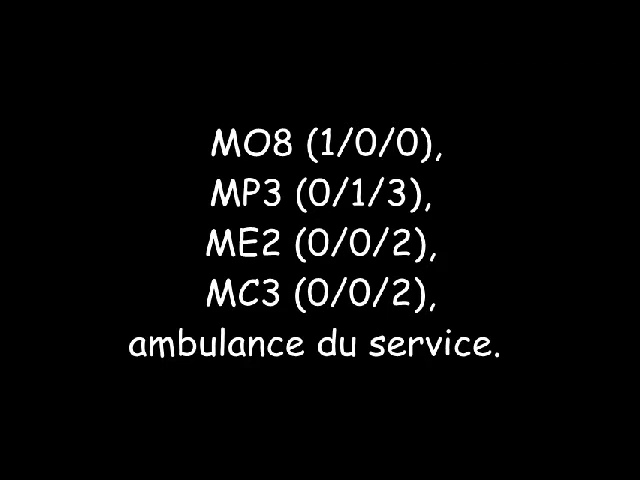 MO8 (1/0/0),
MP3 (0/1/3),
ME2 (0/0/2),
MC3 (0/0/2),
ambulance du service.